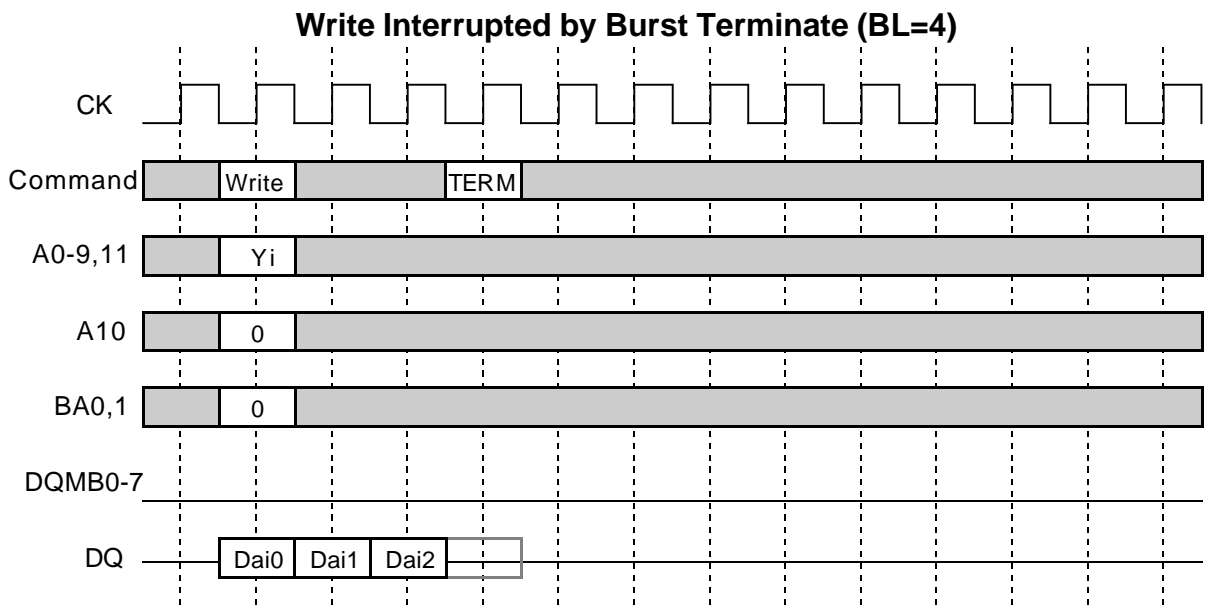 Write Interrupted by Burst Terminate (BL=4)
CK
Command Write TERM
A0-9,11 Yi
A10 0
BA0,1 0
DQMB0-7
DQ Dai0 Dai1 Dai2